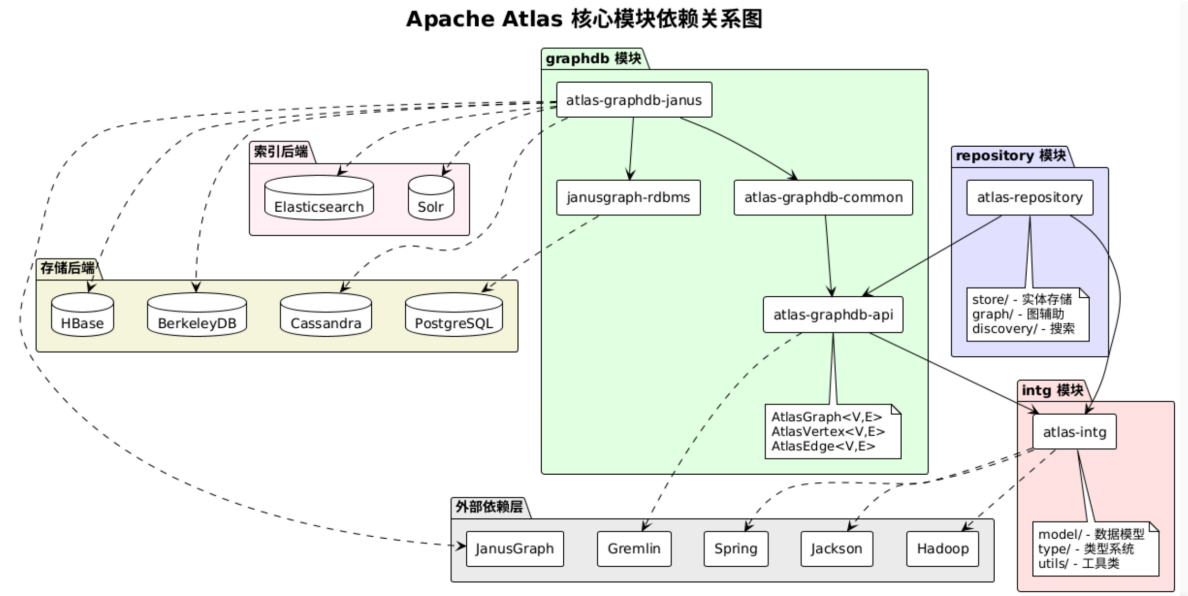 Apache Atlas 核心模块依赖关系图
graphdb 模块
atlas-graphdb-janus
索引后端
Elasticsearch
Solr
janusgraph-rdbms
atlas-graphdb-common
repository 模块
atlas-repository
存储后端
HBase
BerkeleyDB
Cassandra
PostgreSQL
atlas-graphdb-api
store/ - 实体存储
graph/ - 图辅助
discovery/ - 搜索
AtlasGraph<V,E>
AtlasVertex<V,E>
AtlasEdge<V,E>
intg 模块
atlas-intg
外部依赖层
JanusGraph
Gremlin
Spring
Jackson
Hadoop
model/ - 数据模型
type/ - 类型系统
utils/ - 工具类